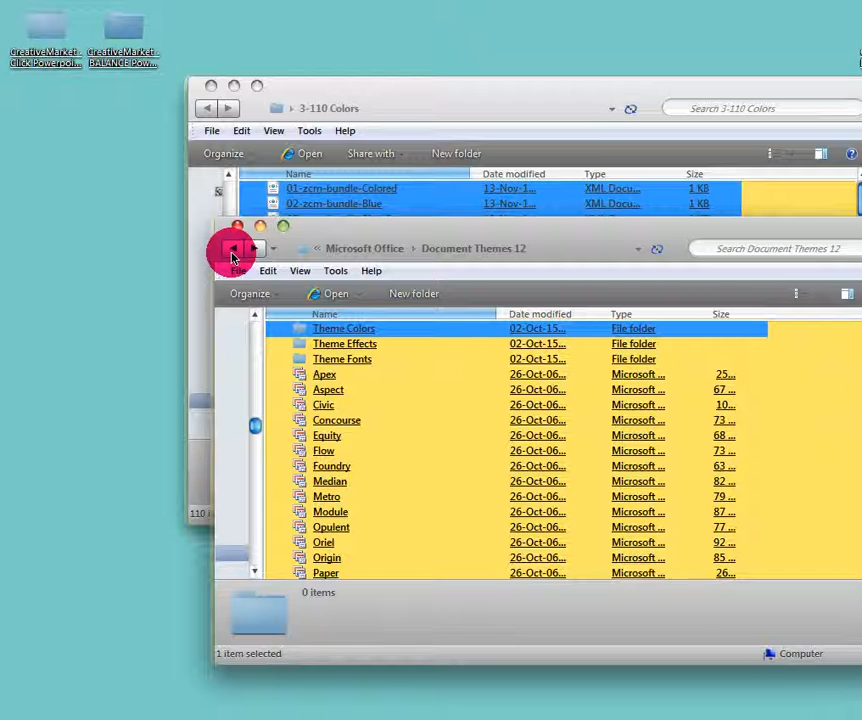 CreativeMarket... CreativeMarket...
Click Powerpoi... BALANCE Pow...
3-110 Colors Search 3-110 Colors
File Edit View Tools Help
Organize Open Share with New folder
Name Date modified Type Size
01-zcm-bundle-Colored 13-Nov-1... XML Docu... 1 KB
02-zcm-bundle-Blue 13-Nov-1... XML Docu... 1 KB
« Microsoft Office › Document Themes 12 Search Document Themes 12
File Edit View Tools Help
Organize Open New folder
Name Date modified Type Size
Theme Colors 02-Oct-15... File folder
Theme Effects 02-Oct-15... File folder
Theme Fonts 02-Oct-15... File folder
Apex 26-Oct-06... Microsoft ... 25...
Aspect 26-Oct-06... Microsoft ... 67 ...
Civic 26-Oct-06... Microsoft ... 10...
Concourse 26-Oct-06... Microsoft ... 73 ...
Equity 26-Oct-06... Microsoft ... 68 ...
Flow 26-Oct-06... Microsoft ... 73 ...
Foundry 26-Oct-06... Microsoft ... 63 ...
Median 26-Oct-06... Microsoft ... 82 ...
Metro 26-Oct-06... Microsoft ... 79 ...
Module 26-Oct-06... Microsoft ... 87 ...
Opulent 26-Oct-06... Microsoft ... 77 ...
Oriel 26-Oct-06... Microsoft ... 92 ...
Origin 26-Oct-06... Microsoft ... 85 ...
Paper 26-Oct-06... Microsoft ... 26...
110
0 items
1 item selected Computer